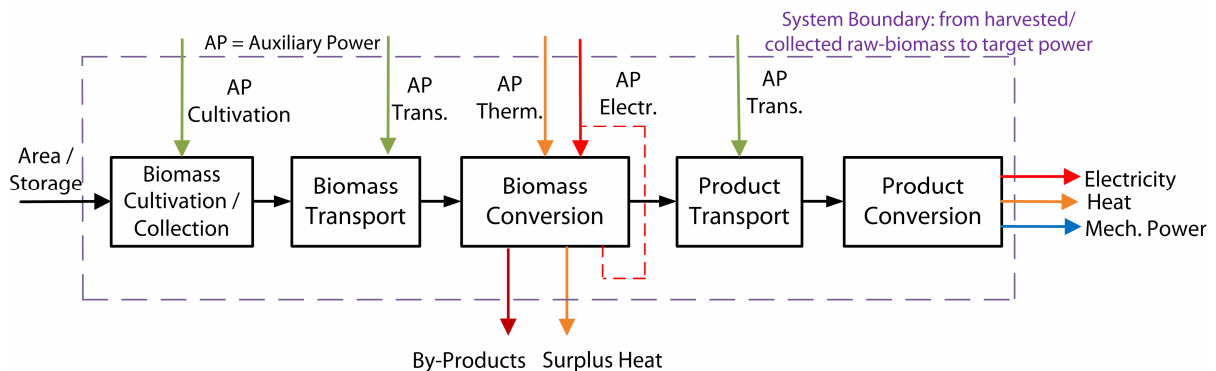 System Boundary: from harvested/
collected raw-biomass to target power
AP = Auxiliary Power
AP
Cultivation
AP
Trans.
AP
Therm.
AP
Electr.
AP
Trans.
Area /
Storage
Biomass
Cultivation /
Collection
Biomass
Transport
Biomass
Conversion
Product
Transport
Product
Conversion
Electricity
Heat
Mech. Power
By-Products
Surplus Heat